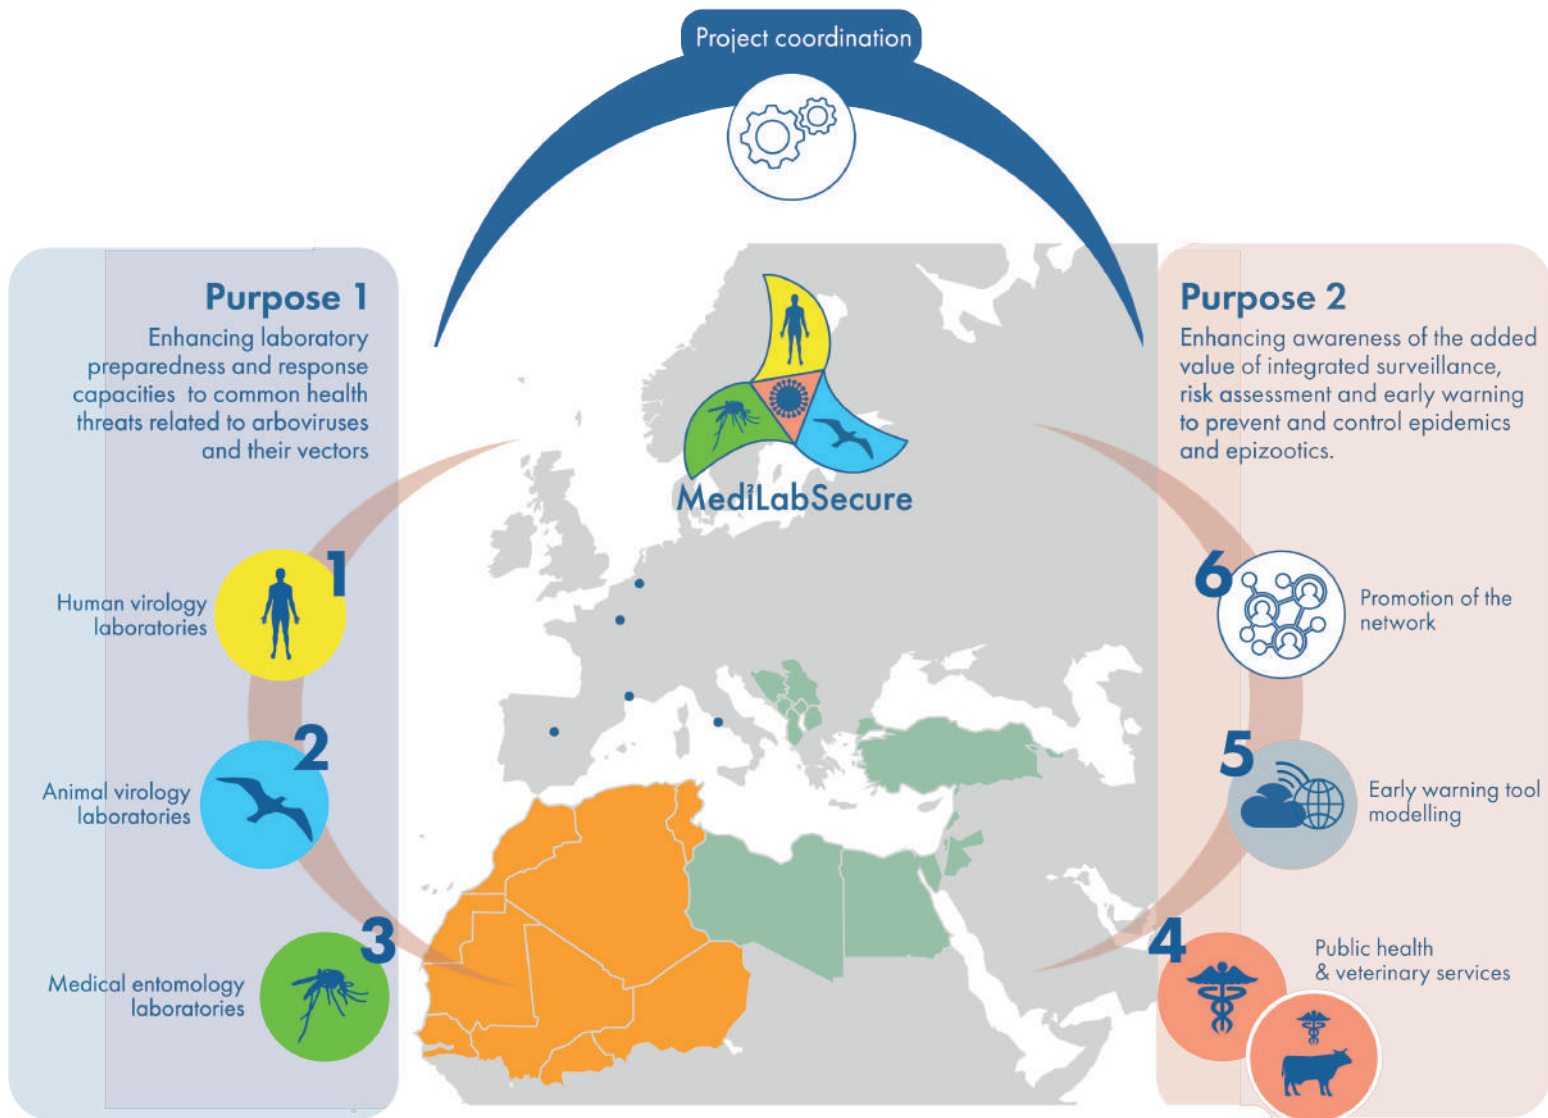 Project coordination
Purpose 1
Enhancing laboratory
preparedness and response
capacities to common health
threats related to arboviruses
and their vectors
1
Human virology
laboratories
2
Animal virology
laboratories
3
Medical entomology
laboratories
MediLabSecure
2
Purpose 2
Enhancing awareness of the added
value of integrated surveillance,
risk assessment and early warning
to prevent and control epidemics
and epizootics.
6
Promotion of the
network
5
Early warning tool
modelling
4
Public health
& veterinary services